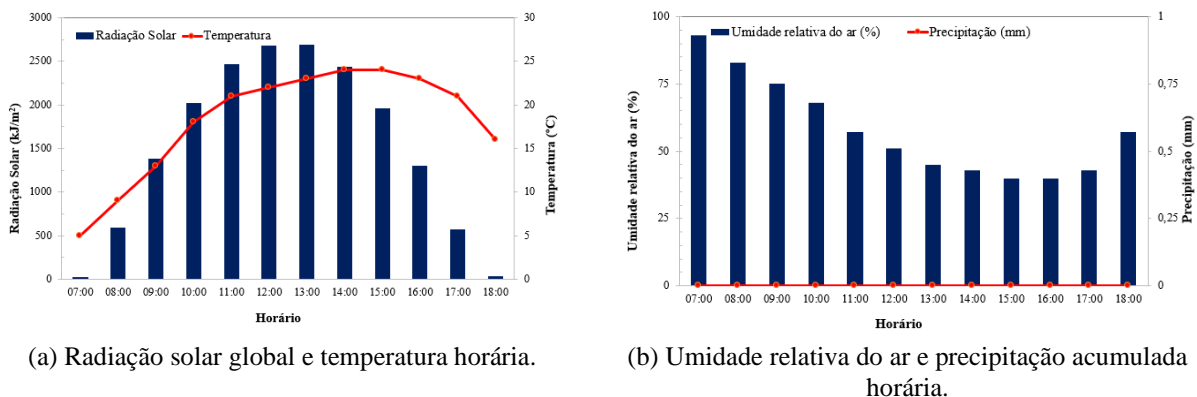 3000
2500
2000
1500
1000
500
0
Radiação Solar (kJ/m²)
Radiação Solar
Temperatura
30
25
20
15
10
5
0
Temperatura (°C)
07:00 08:00 09:00 10:00 11:00 12:00 13:00 14:00 15:00 16:00 17:00 18:00
Horário
(a) Radiação solar global e temperatura horária.
100
75
50
25
0
Umidade relativa do ar (%)
Umidade relativa do ar (%)
Precipitação (mm)
1
0,75
0,5
0,25
0
Precipitação (mm)
07:00 08:00 09:00 10:00 11:00 12:00 13:00 14:00 15:00 16:00 17:00 18:00
Horário
(b) Umidade relativa do ar e precipitação acumulada
horária.